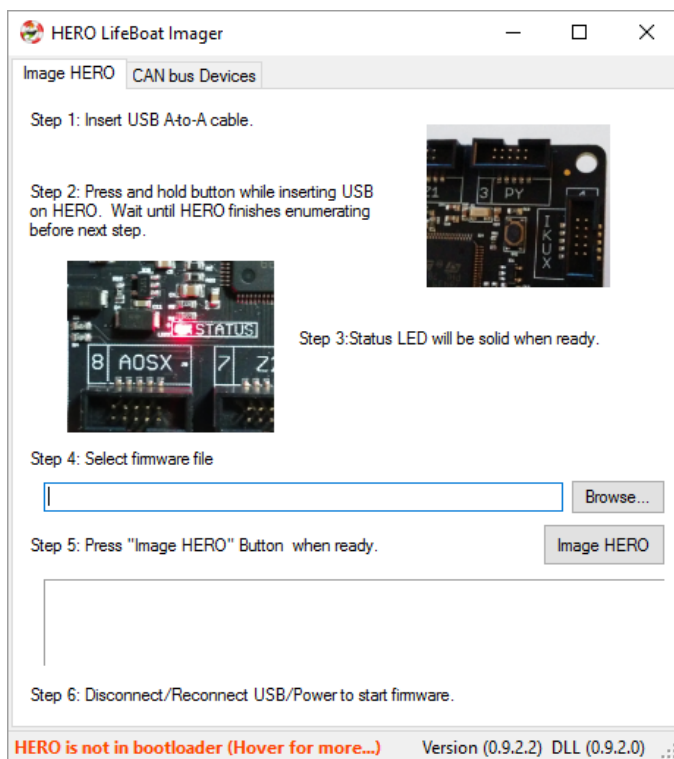 HERO LifeBoat Imager
Image HERO CAN bus Devices
Step 1: Insert USB A-to-A cable.
Step 2: Press and hold button while inserting USB
on HERO. Wait until HERO finishes enumerating
before next step.
3 PY
IKUX
STATUS
8 AOSX 7
Step 3:Status LED will be solid when ready.
Step 4: Select firmware file
Browse...
Step 5: Press "Image HERO" Button when ready.
Image HERO
Step 6: Disconnect/Reconnect USB/Power to start firmware.
HERO is not in bootloader (Hover for more...) Version (0.9.2.2) DLL (0.9.2.0)